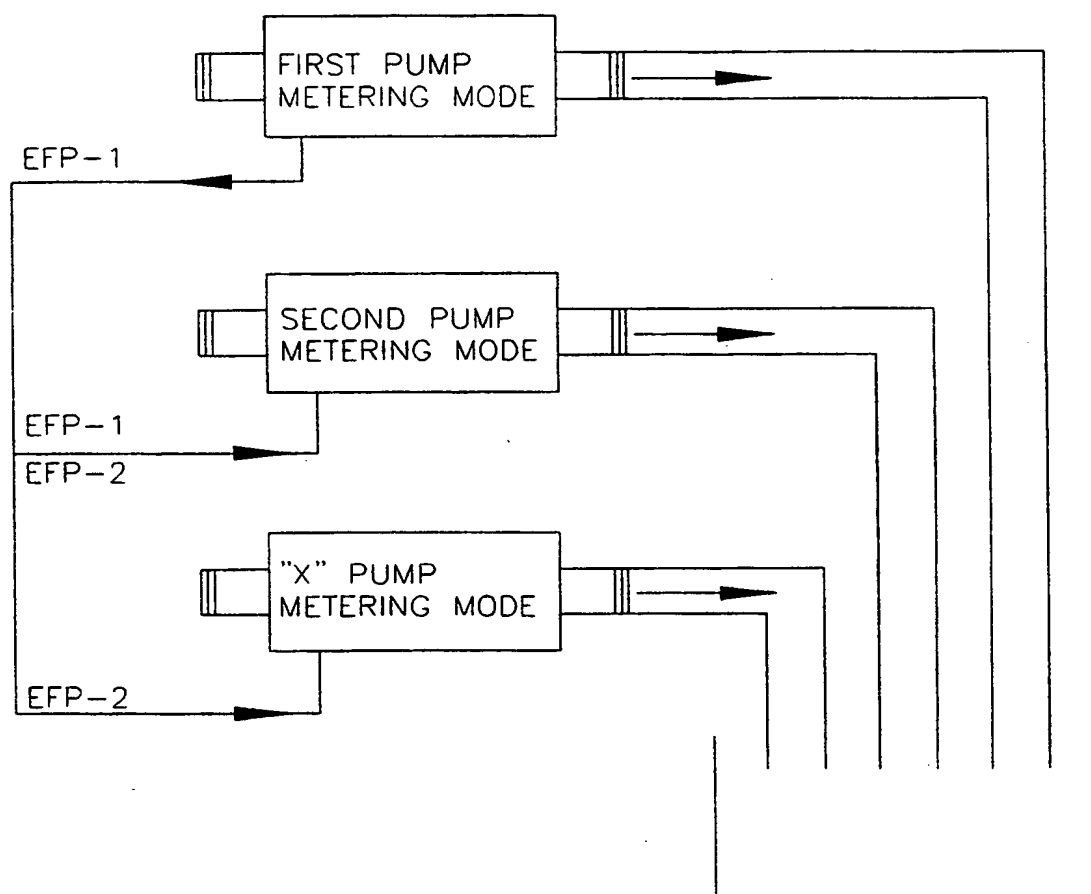 FIRST PUMP
METERING MODE
EFP-1
SECOND PUMP
METERING MODE
EFP-1
EFP-2
"X" PUMP
METERING MODE
EFP-2